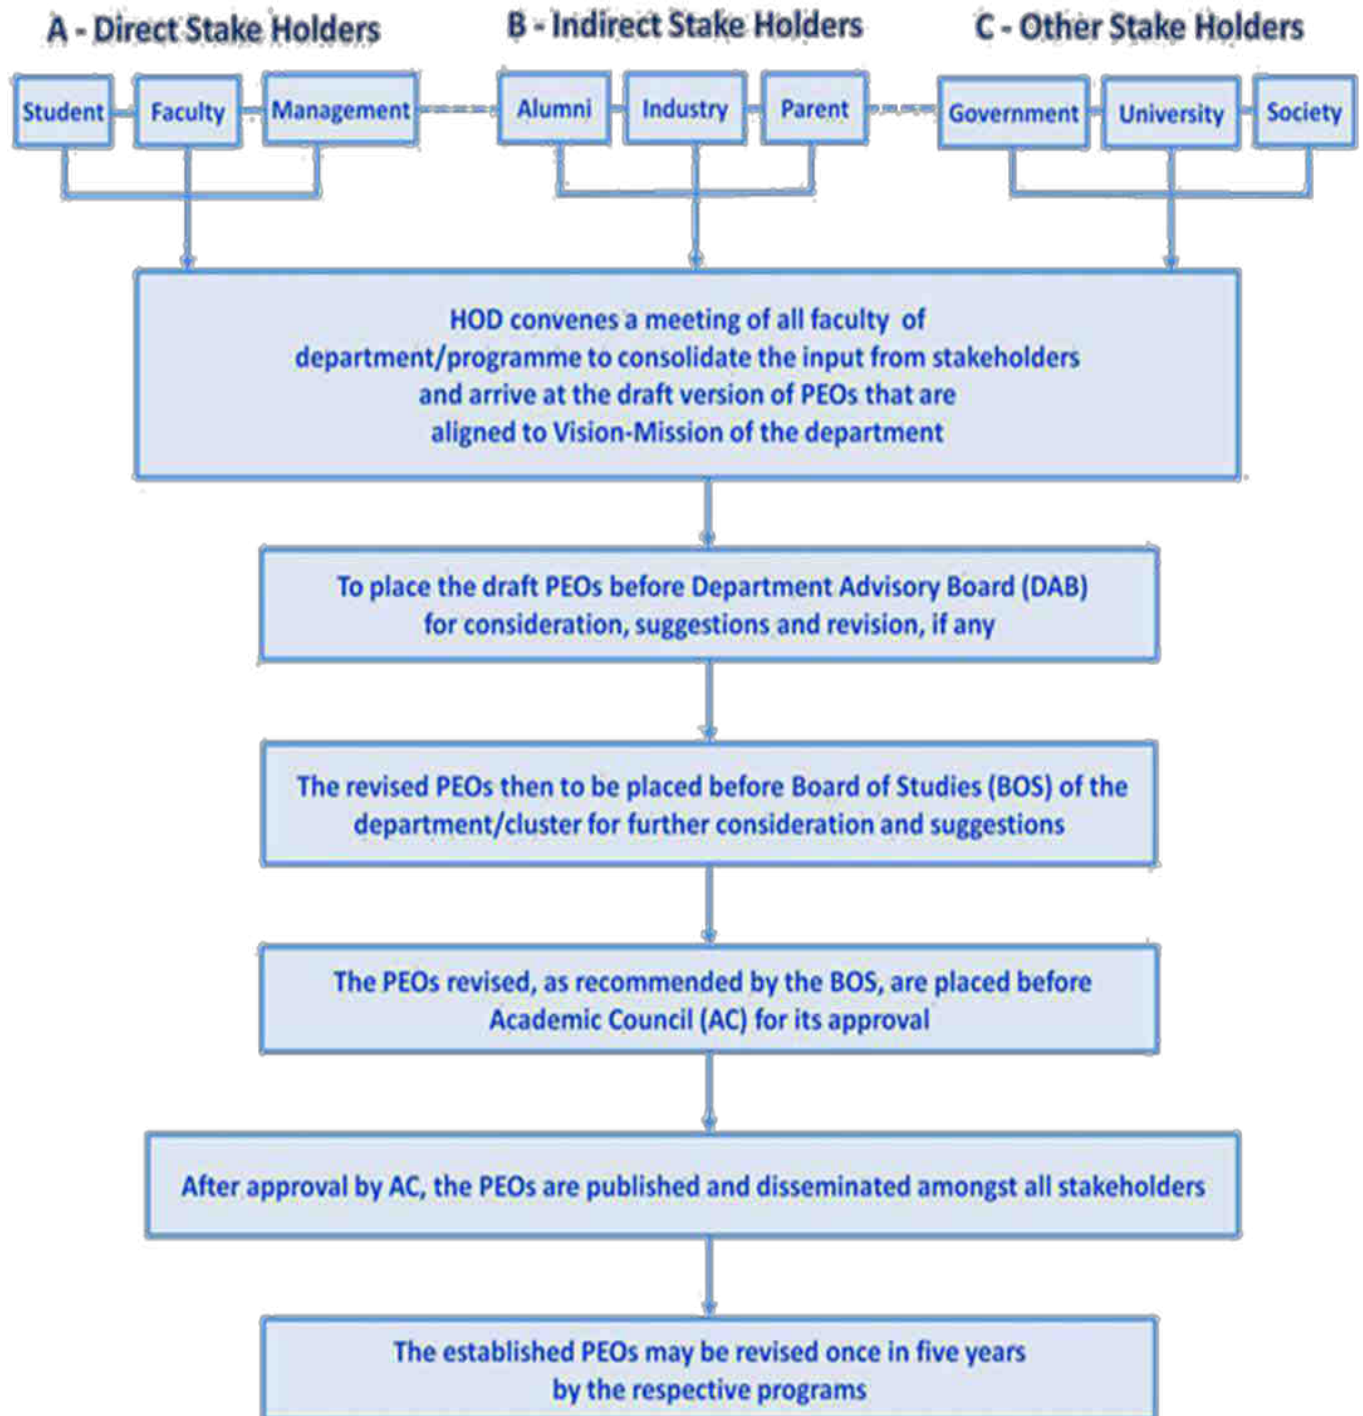 A - Direct Stake Holders
B - Indirect Stake Holders
C - Other Stake Holders
Student
Faculty
Management
Alumni
Industry
Parent
Government
University
Society
HOD convenes a meeting of all faculty of
department/programme to consolidate the input from stakeholders
and arrive at the draft version of PEOs that are
aligned to Vision-Mission of the department
To place the draft PEOs before Department Advisory Board (DAB)
for consideration, suggestions and revision, if any
The revised PEOs then to be placed before Board of Studies (BOS) of the
department/cluster for further consideration and suggestions
The PEOs revised, as recommended by the BOS, are placed before
Academic Council (AC) for its approval
After approval by AC, the PEOs are published and disseminated amongst all stakeholders
The established PEOs may be revised once in five years
by the respective programs